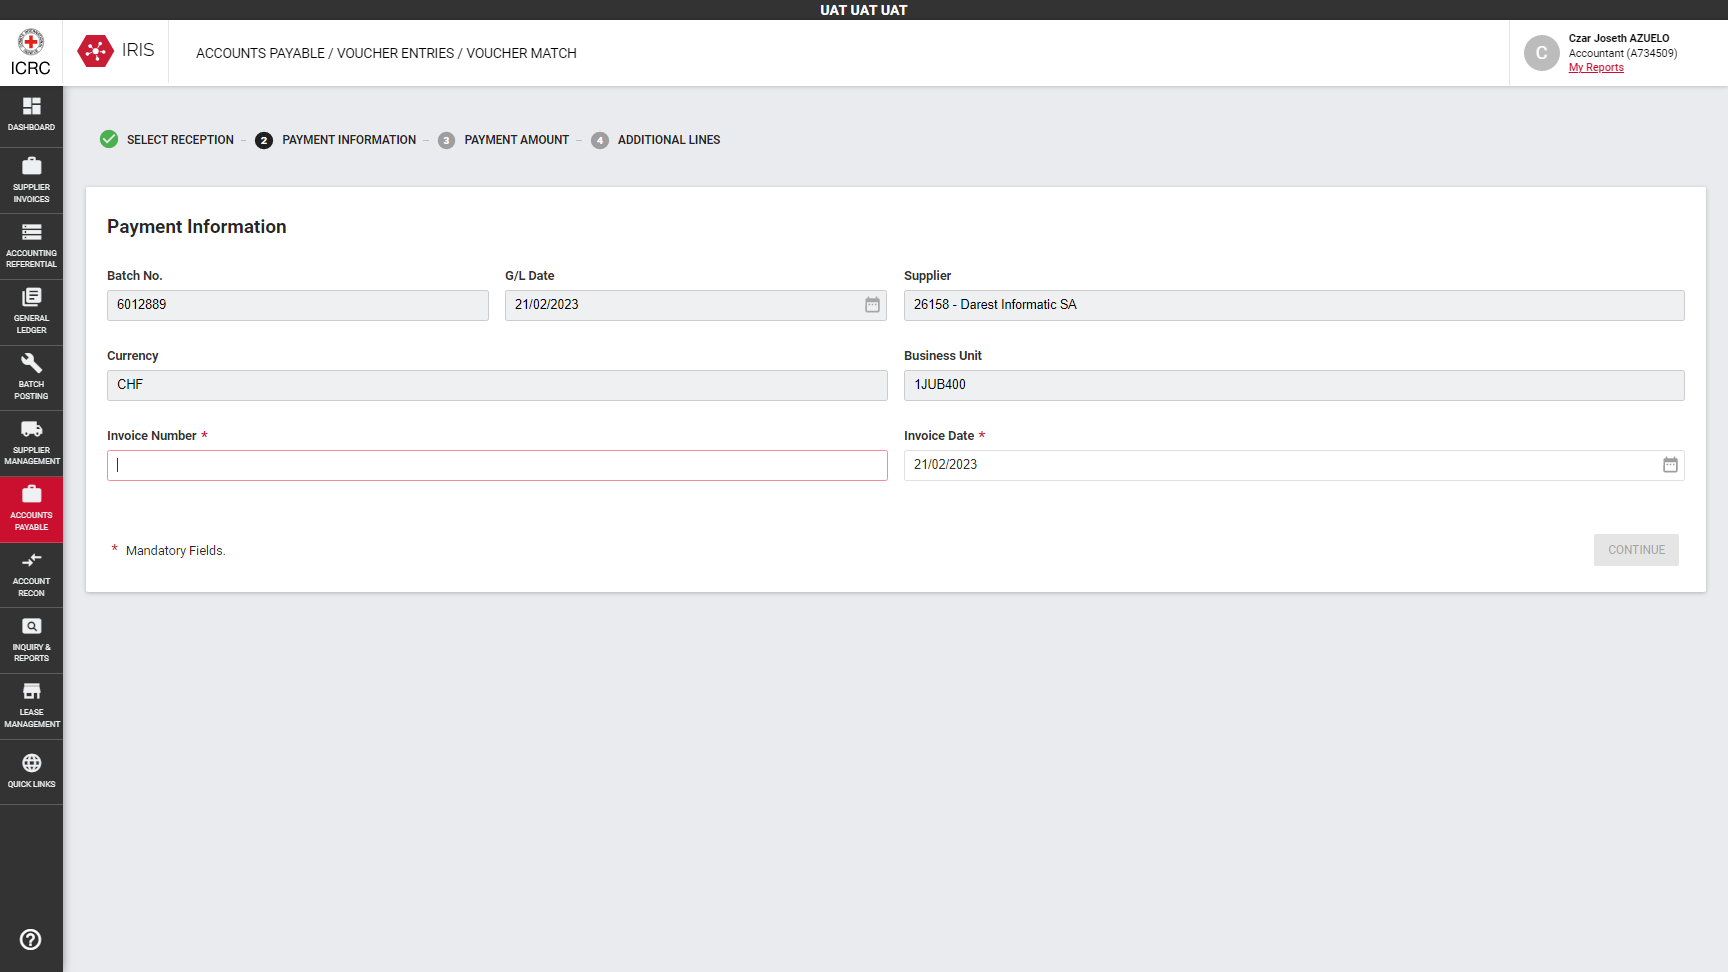 UAT UAT UAT
ICRC
IRIS
ACCOUNTS PAYABLE / VOUCHER ENTRIES / VOUCHER MATCH
C
Czar Joseth AZUELO
Accountant (A734509)
My Reports
DASHBOARD
SUPPLIER
INVOICES
ACCOUNTING
REFERENTIAL
GENERAL
LEDGER
BATCH
POSTING
SUPPLIER
MANAGEMENT
ACCOUNTS
PAYABLE
ACCOUNT
RECON
INQUIRY &
REPORTS
LEASE
MANAGEMENT
QUICK LINKS
SELECT RECEPTION – 2 PAYMENT INFORMATION – 3 PAYMENT AMOUNT – 4 ADDITIONAL LINES
Payment Information
Batch No.
6012889
G/L Date
21/02/2023
Supplier
26158 - Darest Informatic SA
Currency
CHF
Business Unit
1JUB400
Invoice Number *
Invoice Date *
21/02/2023
* Mandatory Fields.
CONTINUE